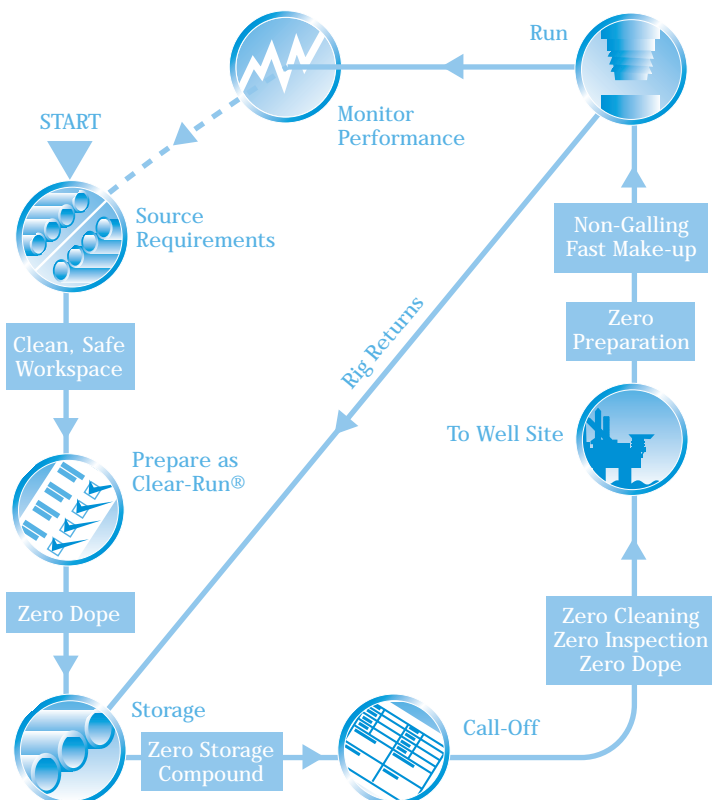 Run
Monitor
Performance
START
Source
Requirements
Non-Galling
Fast Make-up
Clean, Safe
Workspace
Zero
Preparation
Rig Returns
To Well Site
Prepare as
Clear-Run®
Zero Dope
Zero Cleaning
Zero Inspection
Zero Dope
Storage
Call-Off
Zero Storage
Compound